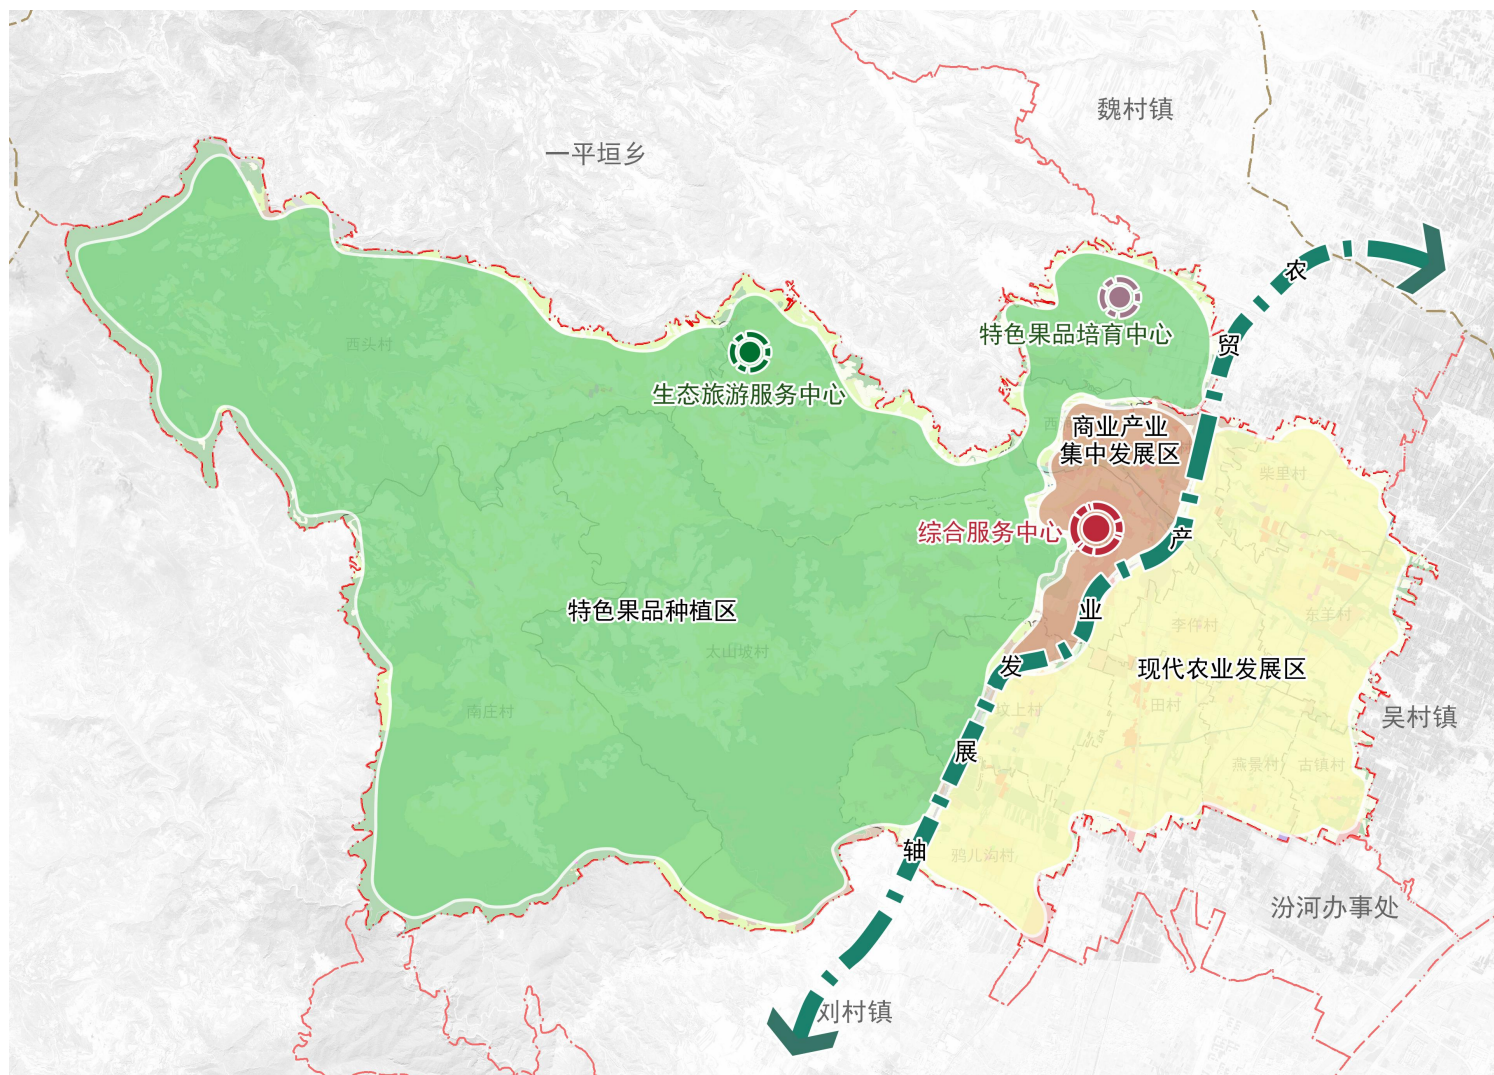 魏村镇
一平垣乡
农
贸
产
业
发
展
轴
特色果品培育中心
西头村
生态旅游服务中心
商业产业
集中发展区
柴里村
综合服务中心
特色果品种植区
太山坡村
南庄村
李伴村
东羊村
现代农业发展区
坟上村
田村
吴村镇
燕景村
古镇村
鸦儿沟村
汾河办事处
刘村镇